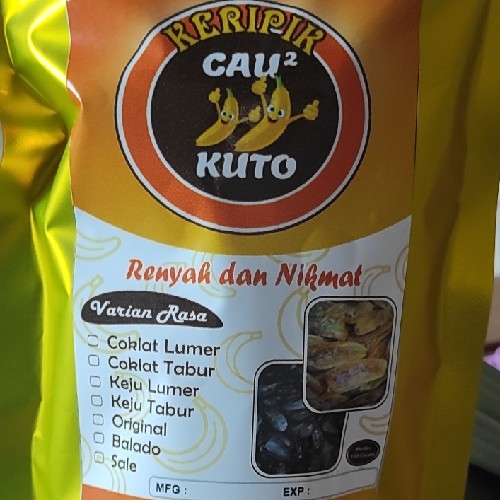 KERIPIK
CAU²
KUTO
Renyah dan Nikmat
Varian Rasa
Coklat Lumer
Coklat Tabur
Keju Lumer
Keju Tabur
Original
Balado
Sale
MFG :
EXP :